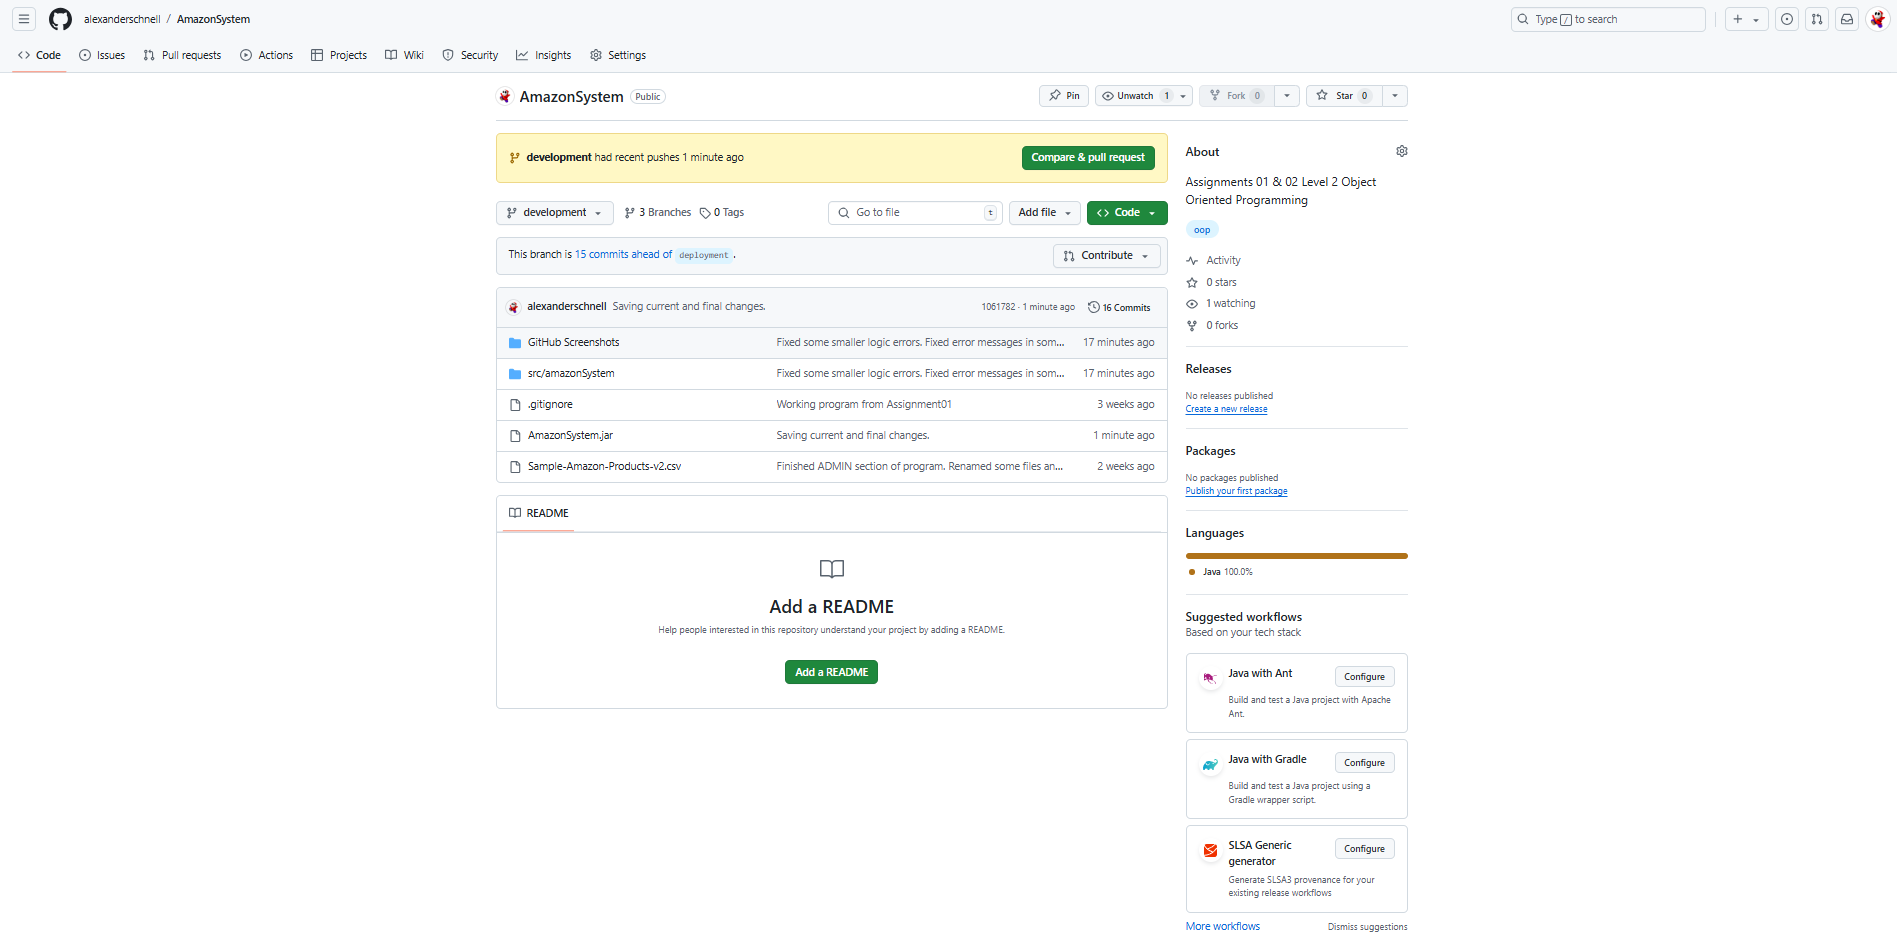 alexanderschnell / AmazonSystem
Type / to search
Code Issues Pull requests Actions Projects Wiki Security Insights Settings
AmazonSystem Public
Pin Unwatch 1 Fork 0 Star 0
development had recent pushes 1 minute ago
Compare & pull request
development 3 Branches 0 Tags
Go to file t
Add file
Code
This branch is 15 commits ahead of deployment .
Contribute
alexanderschnell Saving current and final changes. 1061782 · 1 minute ago 16 Commits
GitHub Screenshots Fixed some smaller logic errors. Fixed error messages in som... 17 minutes ago
src/amazonSystem Fixed some smaller logic errors. Fixed error messages in som... 17 minutes ago
.gitignore Working program from Assignment01 3 weeks ago
AmazonSystem.jar Saving current and final changes. 1 minute ago
Sample-Amazon-Products-v2.csv Finished ADMIN section of program. Renamed some files an... 2 weeks ago
README
Add a README
Help people interested in this repository understand your project by adding a README.
Add a README
About
Assignments 01 & 02 Level 2 Object
Oriented Programming
oop
Activity
0 stars
1 watching
0 forks
Releases
No releases published
Create a new release
Packages
No packages published
Publish your first package
Languages
Java 100.0%
Suggested workflows
Based on your tech stack
Java with Ant
Configure
Build and test a Java project with Apache
Ant.
Java with Gradle
Configure
Build and test a Java project using a
Gradle wrapper script.
SLSA Generic
generator
Configure
Generate SLSA3 provenance for your
existing release workflows
More workflows
Dismiss suggestions